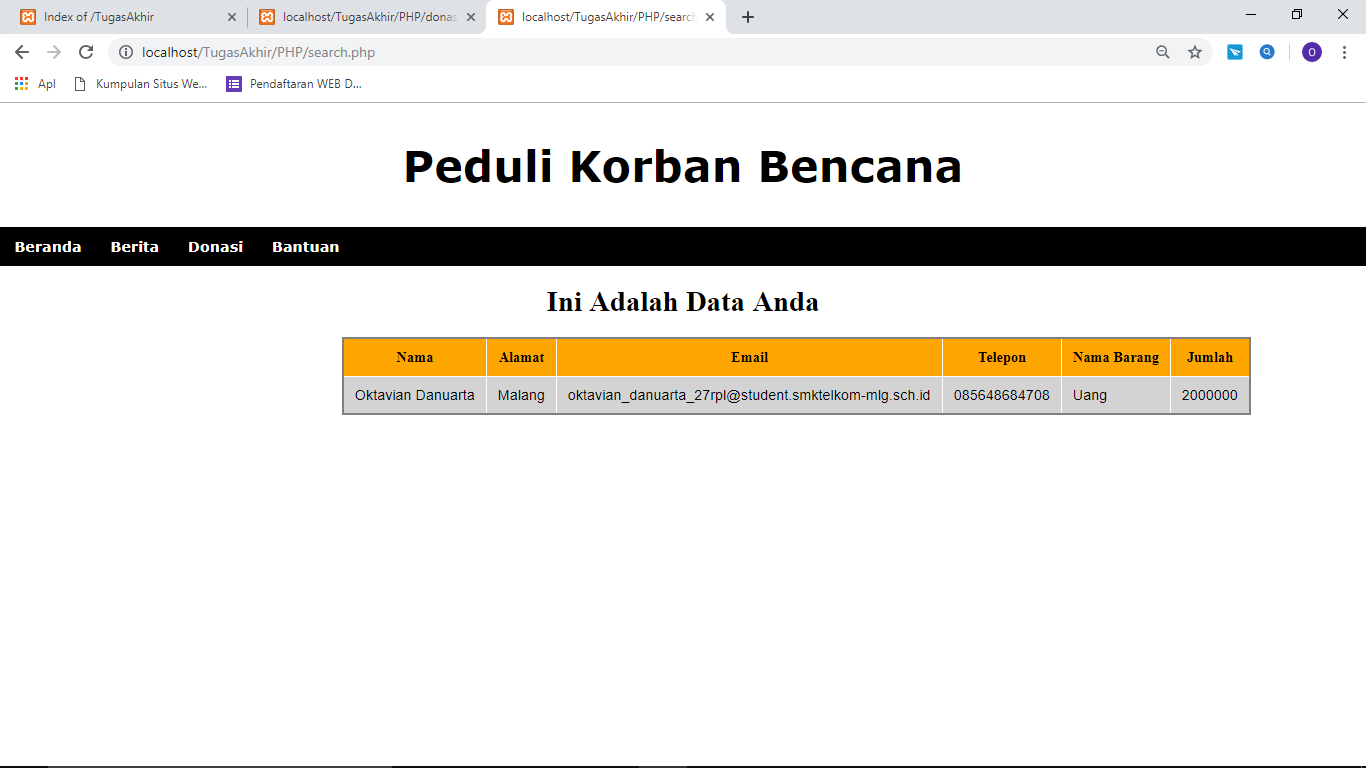 Index of /TugasAkhir
localhost/TugasAkhir/PHP/donas
localhost/TugasAkhir/PHP/search
localhost/TugasAkhir/PHP/search.php
O
Apl
Kumpulan Situs We...
Pendaftaran WEB D...
Peduli Korban Bencana
Beranda Berita Donasi Bantuan
Ini Adalah Data Anda
Nama Alamat Email Telepon Nama Barang Jumlah
Oktavian Danuarta Malang oktavian_danuarta_27rpl@student.smktelkom-mlg.sch.id 085648684708 Uang 2000000